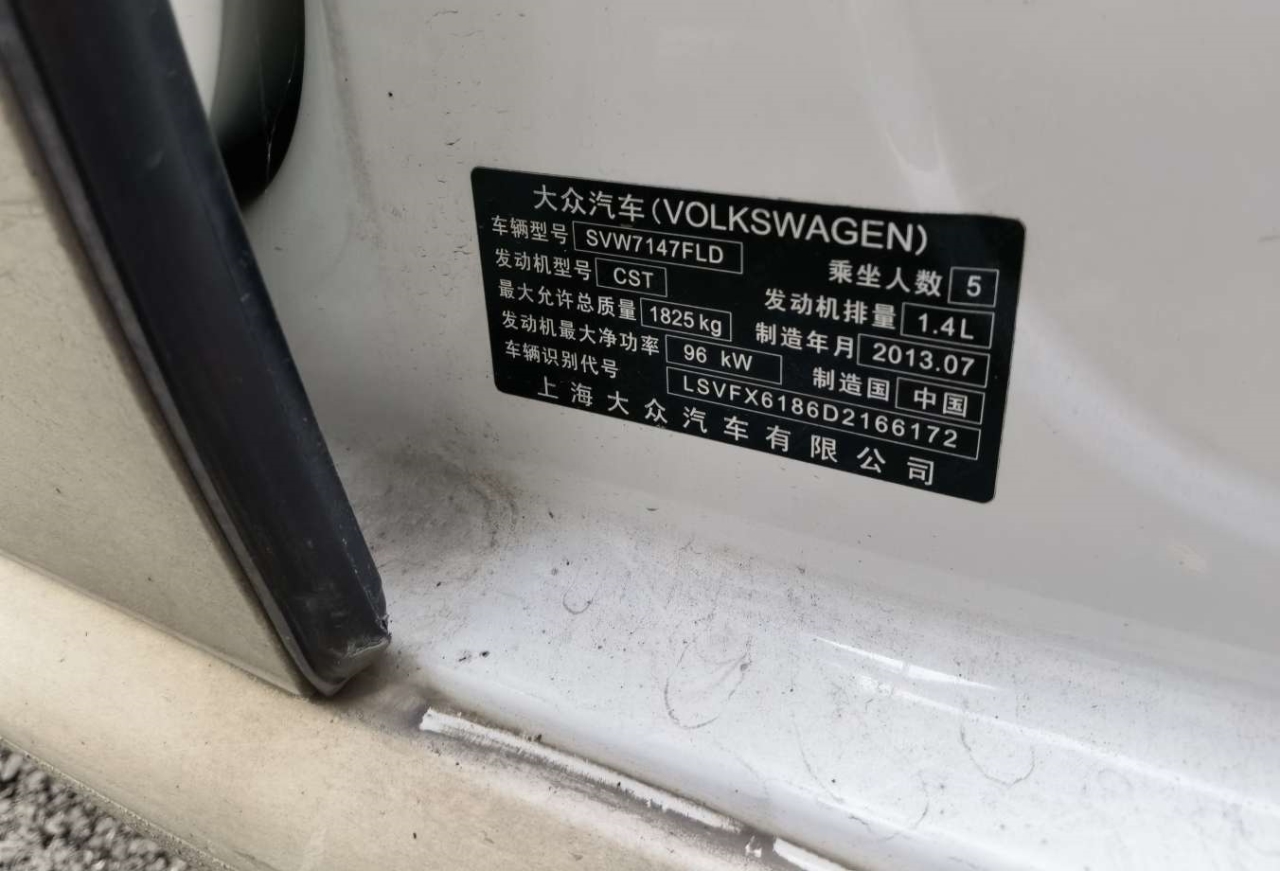 大众汽车(VOLKSWAGEN)
车辆型号 SVW7147FLD 乘坐人数 5
发动机型号 CST 发动机排量 1.4L
最大允许总质量 1825kg 制造年月 2013.07
发动机最大净功率 96 kW 制造国 中国
车辆识别代号 LSVFX6186D2166172
上海大众汽车有限公司